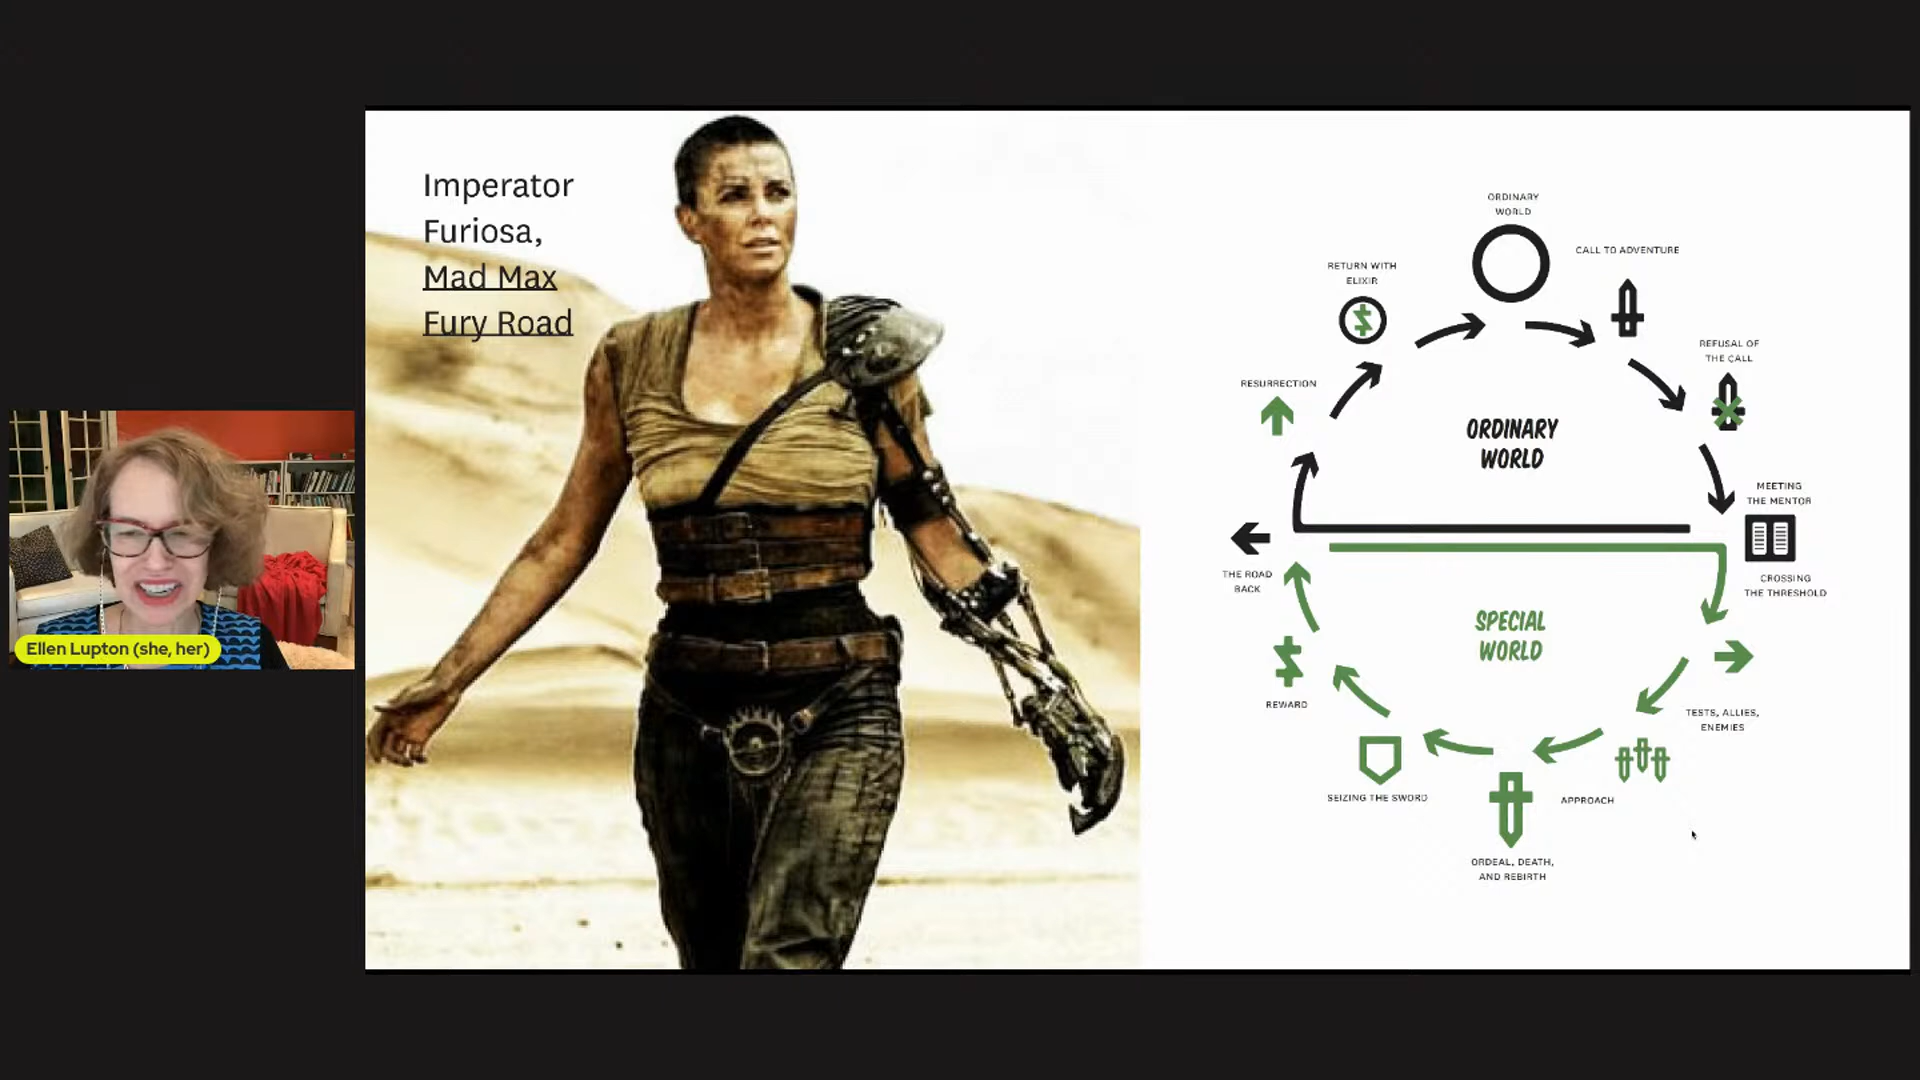 Imperator
Furiosa,
Mad Max
Fury Road
ORDINARY
WORLD
CALL TO ADVENTURE
RETURN WITH
ELIXIR
REFUSAL OF
THE CALL
RESURRECTION
ORDINARY
WORLD
MEETING
THE MENTOR
THE ROAD
BACK
CROSSING
THE THRESHOLD
SPECIAL
WORLD
REWARD
TESTS, ALLIES,
ENEMIES
SEIZING THE SWORD
APPROACH
ORDEAL, DEATH,
AND REBIRTH
Ellen Lupton (she, her)